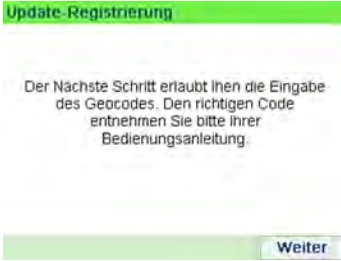 Update-Registrierung
Der Nächste Schritt erlaubt Ihen die Eingabe
des Geocodes. Den richtigen Code
entnehmen Sie bitte Ihrer
Bedienungsanleitung.
Weiter